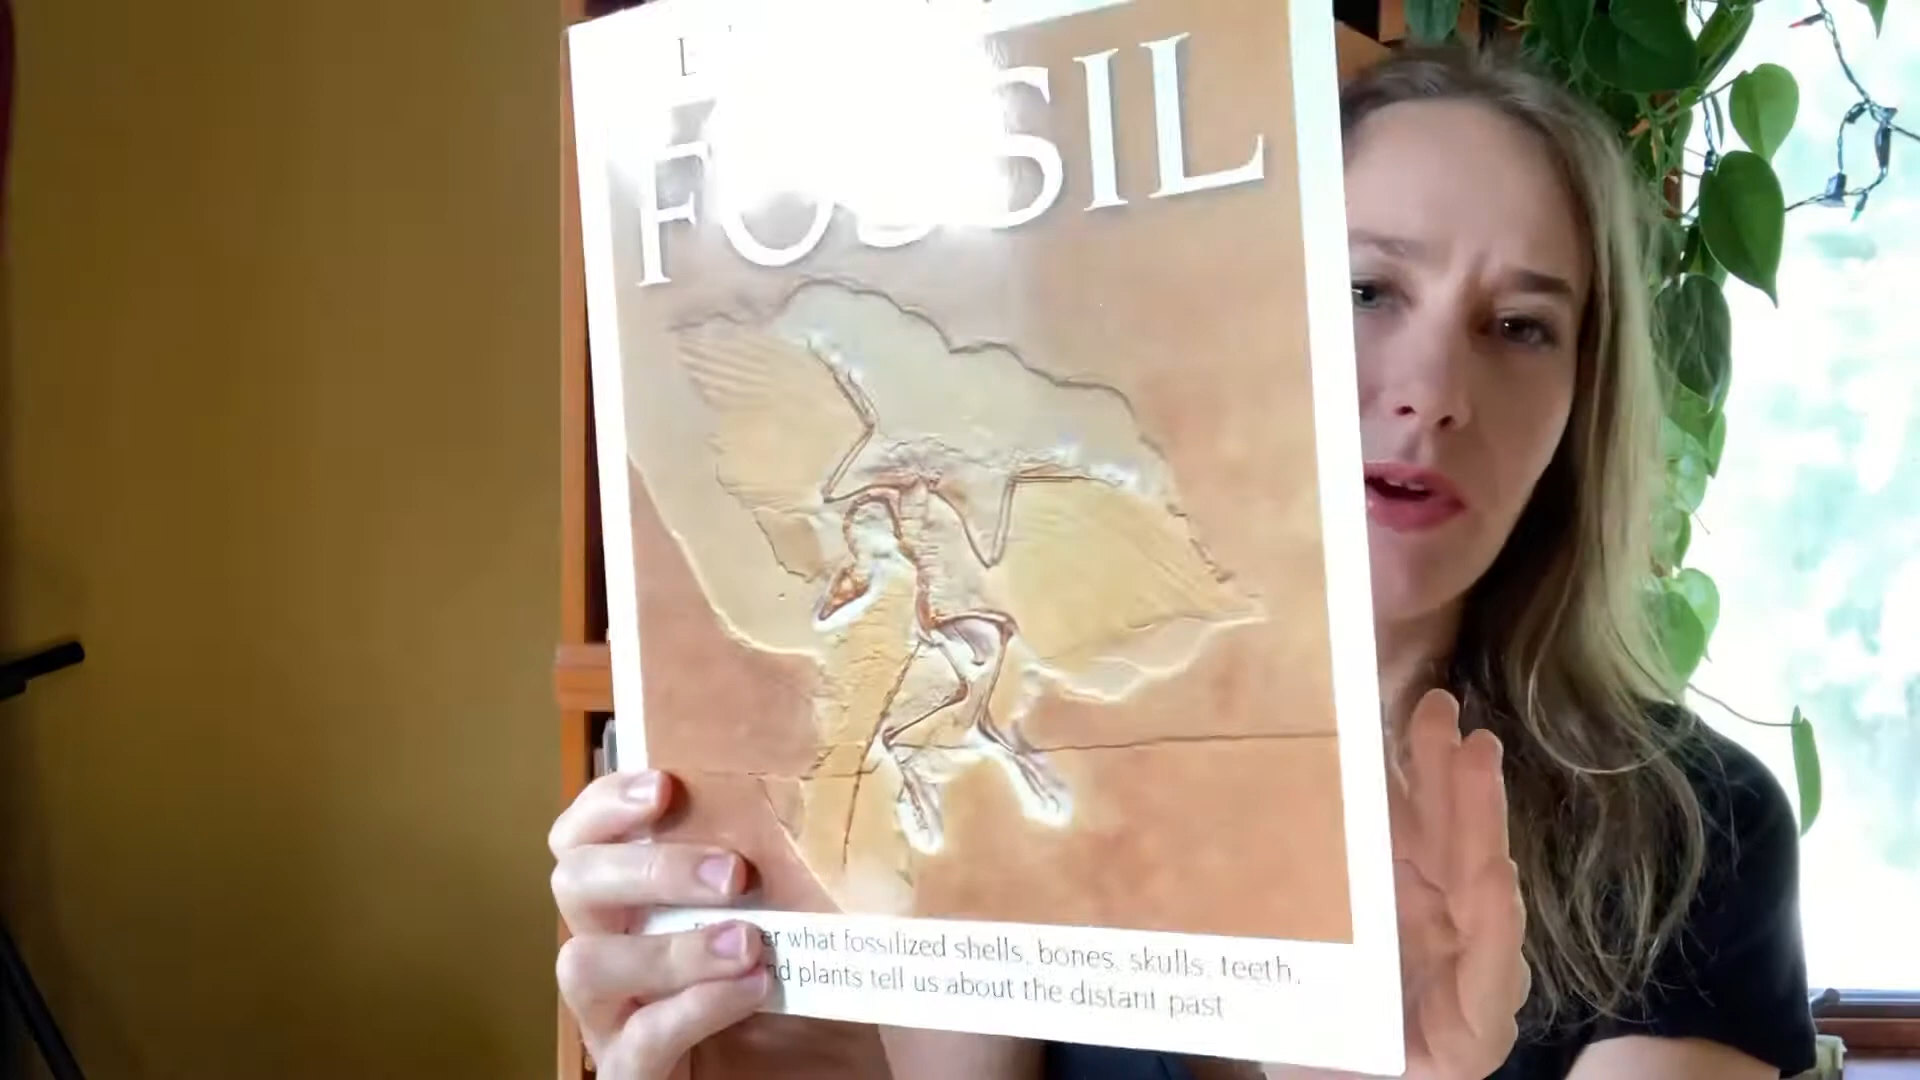 FOSSIL
what fossilized shells, bones, skulls, teeth,
plants tell us about the distant past